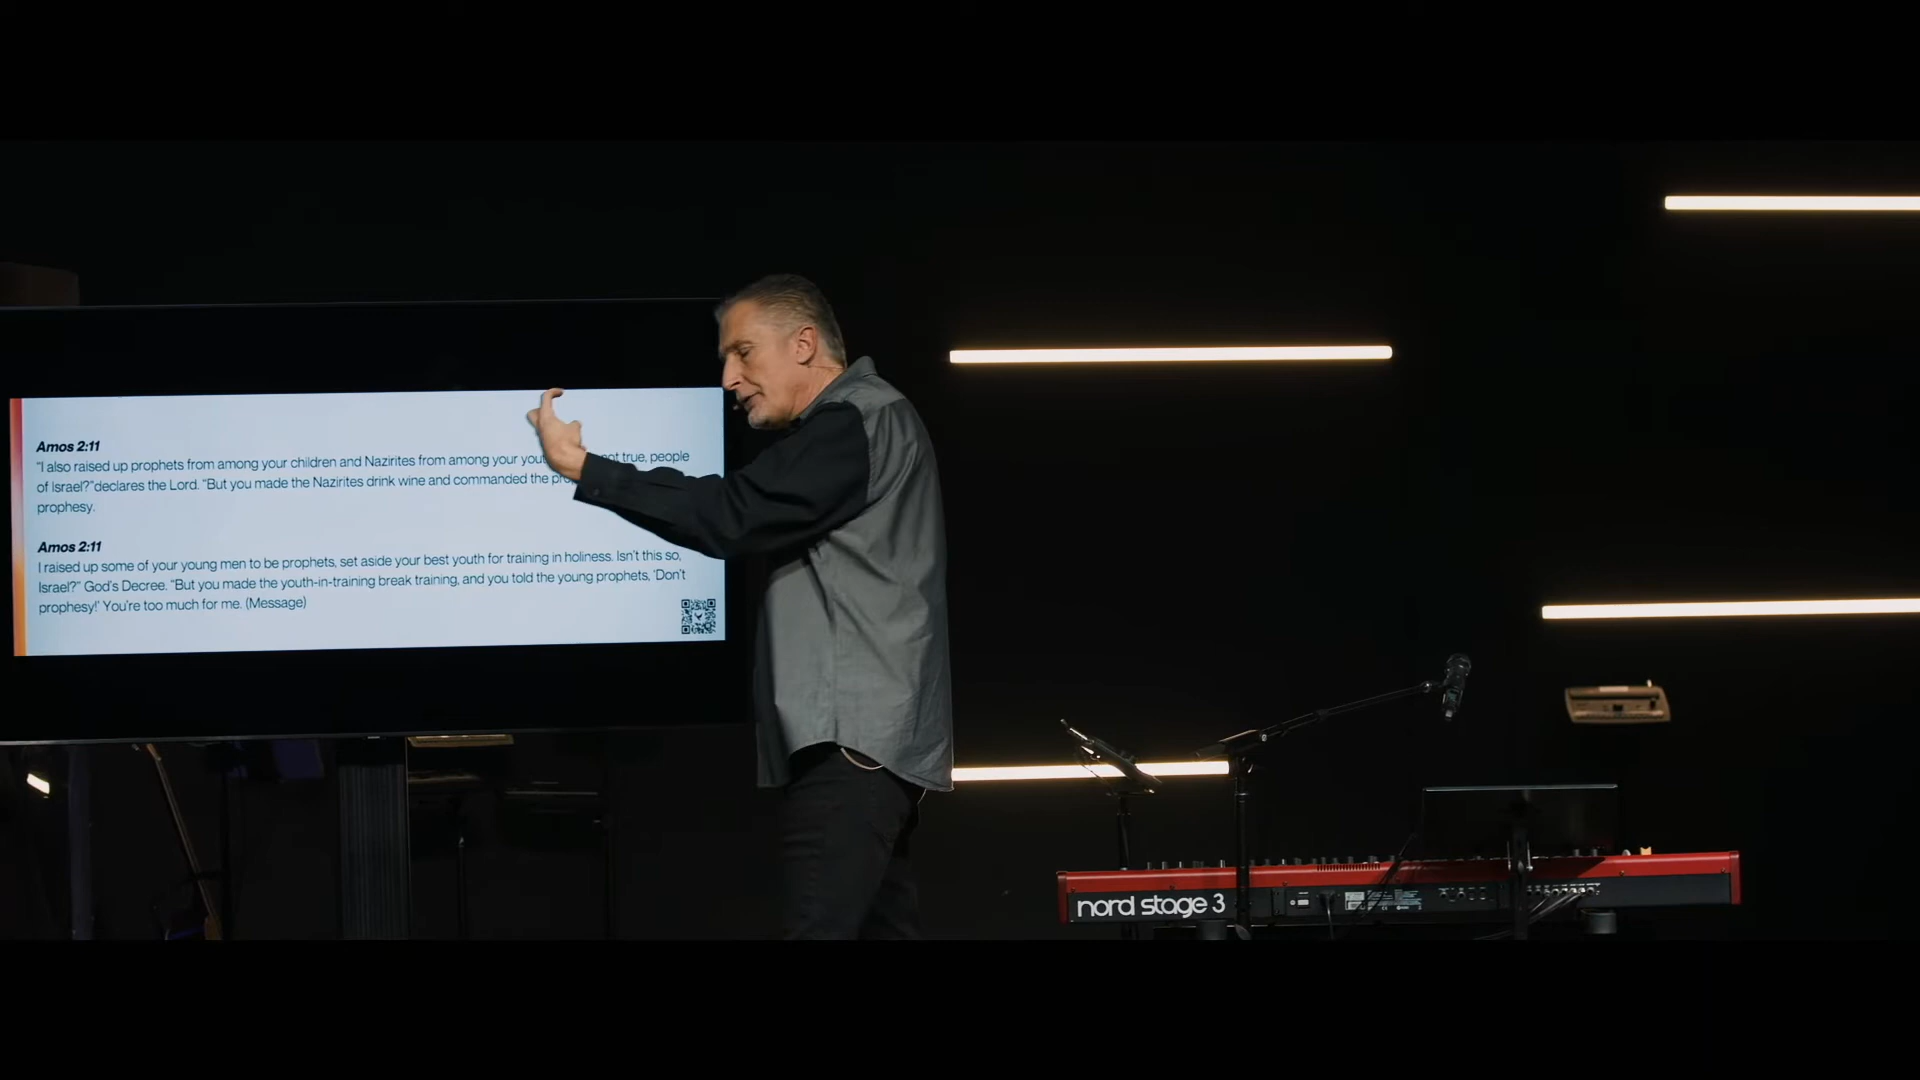 Amos 2:11
"I also raised up prophets from among your children and Nazirites from among your not true, people
of Israel?"declares the Lord. "But you made the Nazirites drink wine and commanded the
prophesy.
Amos 2:11
I raised up some of your young men to be prophets, set aside your best youth for training in holiness. Isn't this so,
Israel?" God's Decree. "But you made the youth-in-training break training, and you told the young prophets, 'Don't
prophesy!' You're too much for me. (Message)
nord stage 3